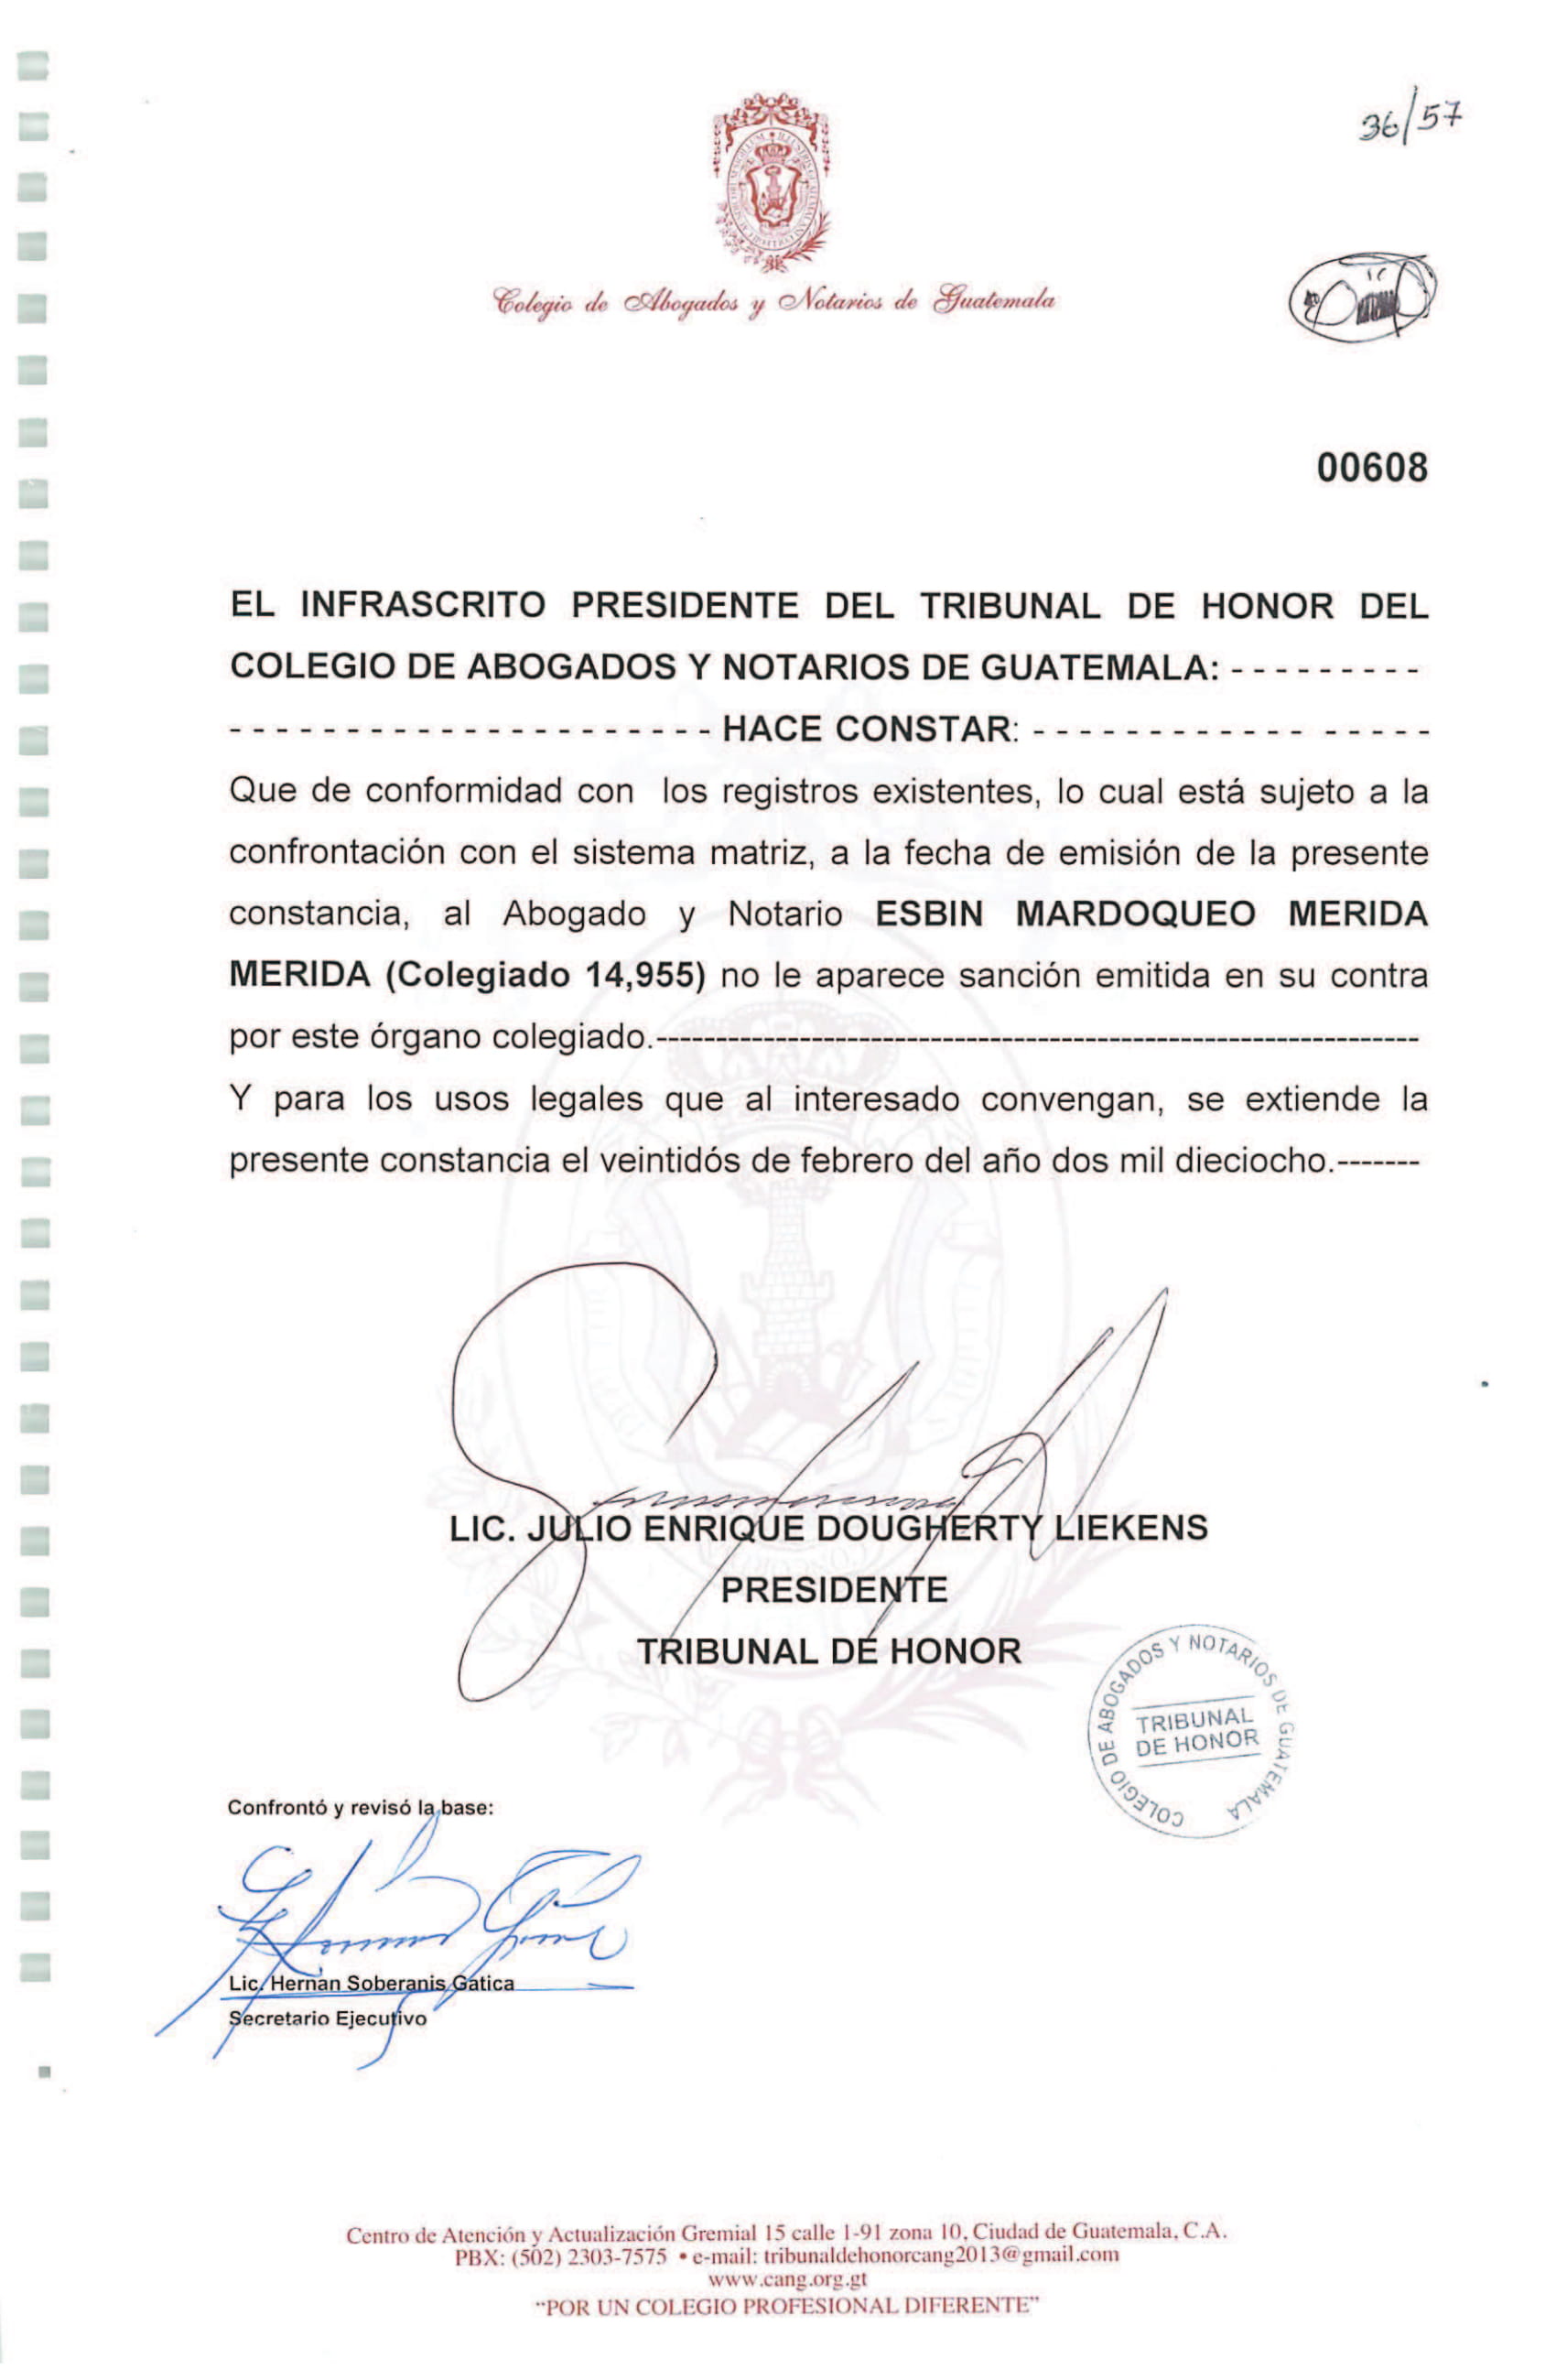 36/57
Colegio de Abogados y Notarios de Guatemala
00608
EL INFRASCRITO PRESIDENTE DEL TRIBUNAL DE HONOR DEL
COLEGIO DE ABOGADOS Y NOTARIOS DE GUATEMALA: - - - - - - - - -
- - - - - - - - - - - - - - - - - - - - - HACE CONSTAR: - - - - - - - - - - - - - - - - -
Que de conformidad con los registros existentes, lo cual está sujeto a la
confrontación con el sistema matriz, a la fecha de emisión de la presente
constancia, al Abogado y Notario ESBIN MARDOQUEO MERIDA
MERIDA (Colegiado 14,955) no le aparece sanción emitida en su contra
por este órgano colegiado.-----------------------------------------------------------------
Y para los usos legales que al interesado convengan, se extiende la
presente constancia el veintidós de febrero del año dos mil dieciocho.-------
LIC. JULIO ENRIQUE DOUGHERTY LIEKENS
PRESIDENTE
TRIBUNAL DE HONOR
COLEGIO DE ABOGADOS Y NOTARIOS DE GUATEMALA
TRIBUNAL
DE HONOR
Confrontó y revisó la base:
Lic. Hernan Soberanis Gatica
Secretario Ejecutivo
Centro de Atención y Actualización Gremial 15 calle 1-91 zona 10, Ciudad de Guatemala, C.A.
PBX: (502) 2303-7575 • e-mail: tribunaldehonorcang2013@gmail.com
www.cang.org.gt
"POR UN COLEGIO PROFESIONAL DIFERENTE"